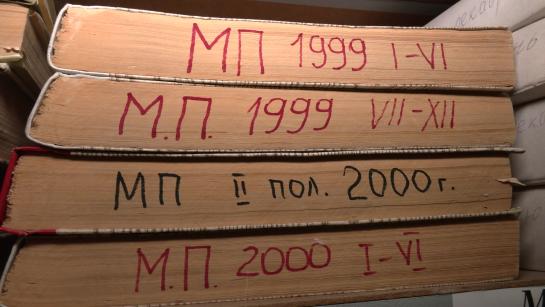 МП 1999 I-VI
М.П. 1999 VII-XII
МП II пол. 2000г.
М.П. 2000 I-VI